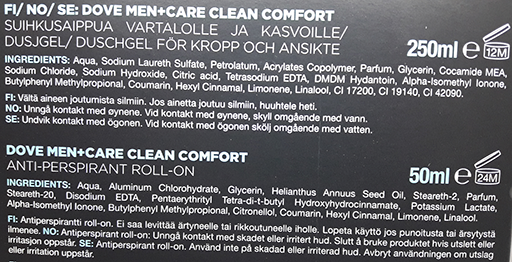 FI/ NO/ SE: DOVE MEN+CARE CLEAN COMFORT
SUIHKUSAIPPUA VARTALOLLE JA KASVOILLE/
DUSJGEL/ DUSCHGEL FÖR KROPP OCH ANSIKTE
250ml e 12M
INGREDIENTS: Aqua, Sodium Laureth Sulfate, Petrolatum, Acrylates Copolymer, Parfum, Glycerin, Cocamide MEA,
Sodium Chloride, Sodium Hydroxide, Citric acid, Tetrasodium EDTA, DMDM Hydantoin, Alpha-Isomethyl Ionone,
Butylphenyl Methylpropional, Coumarin, Hexyl Cinnamal, Limonene, Linalool, CI 17200, CI 19140, CI 42090.
FI: Vältä aineen joutumista silmiin. Jos ainetta joutuu silmiin, huuhtele heti.
NO: Unngå kontakt med øynene. Vid kontakt med øynene, skyll omgående med vann.
SE: Undvik kontakt med ögonen. Vid kontakt med ögonen skölj omgående med vatten.
DOVE MEN+CARE CLEAN COMFORT
ANTI-PERSPIRANT ROLL-ON
50ml e 24M
INGREDIENTS: Aqua, Aluminum Chlorohydrate, Glycerin, Helianthus Annuus Seed Oil, Steareth-2, Parfum,
Steareth-20, Disodium EDTA, Pentaerythrityl Tetra-di-t-butyl Hydroxyhydrocinnamate, Potassium Lactate,
Alpha-Isomethyl Ionone, Butylphenyl Methylpropional, Citronellol, Coumarin, Hexyl Cinnamal, Limonene, Linalool.
FI: Antiperspirantti roll-on. Ei saa levittää ärtyneelle tai rikkoutuneelle iholle. Lopeta käyttö jos punoitusta tai ärsytystä
ilmenee. NO: Antiperspirant roll-on: Unngå kontakt med skadet eller irritert hud. Slutt å bruke produktet hvis utslett eller
irritasjon oppstår. SE: Antiperspirant roll-on. Använd inte på skadad eller irriterad hud. Avbryt användningen om utslag
eller irritation uppstår.